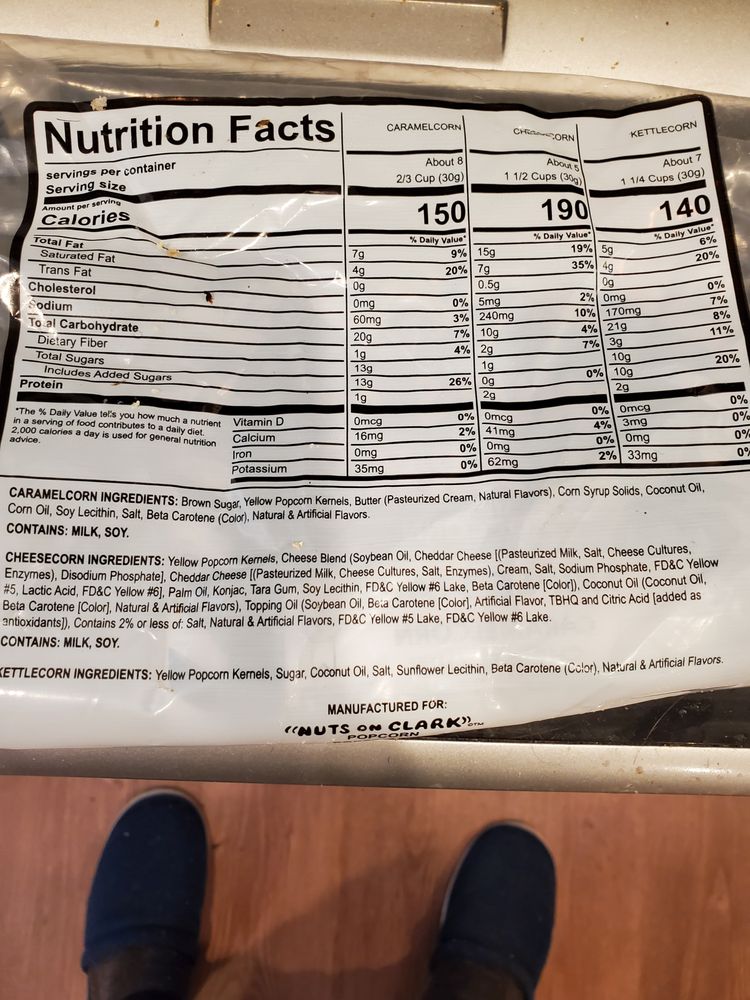 Nutrition Facts
CARAMELCORN
CORN
KETTLECORN
servings per container
About 8
About 5
About 7
Serving size
2/3 Cup (30g)
1 1/2 Cups (30g)
1 1/4 Cups (30g)
Amount per serving
Calories
150
190
140
% Daily Value*
% Daily Value*
% Daily Value*
Total Fat 7g 9% 15g 19% 5g 6%
Saturated Fat 4g 20% 7g 35% 4g 20%
Trans Fat 0g 0.5g 0g
Cholesterol 0mg 0% 5mg 2% 0mg 0%
Sodium 60mg 3% 240mg 10% 170mg 7%
Total Carbohydrate 20g 7% 10g 4% 21g 8%
Dietary Fiber 1g 4% 2g 7% 3g 11%
Total Sugars 13g 1g 10g
Includes Added Sugars 13g 26% 0g 0% 10g 20%
Protein 1g 2g 2g
*The % Daily Value tells you how much a nutrient
in a serving of food contributes to a daily diet.
2,000 calories a day is used for general nutrition
advice.
Vitamin D 0mcg 0% 0mcg 0% 0mcg 0%
Calcium 16mg 2% 41mg 4% 3mg 0%
Iron 0mg 0% 0mg 0% 0mg 0%
Potassium 35mg 0% 62mg 2% 33mg 0%
CARAMELCORN INGREDIENTS: Brown Sugar, Yellow Popcorn Kernels, Butter (Pasteurized Cream, Natural Flavors), Corn Syrup Solids, Coconut Oil,
Corn Oil, Soy Lecithin, Salt, Beta Carotene (Color), Natural & Artificial Flavors.
CONTAINS: MILK, SOY.
CHEESECORN INGREDIENTS: Yellow Popcorn Kernels, Cheese Blend (Soybean Oil, Cheddar Cheese [(Pasteurized Milk, Salt, Cheese Cultures,
Enzymes), Disodium Phosphate], Cheddar Cheese [(Pasteurized Milk, Cheese Cultures, Salt, Enzymes), Cream, Salt, Sodium Phosphate, FD&C Yellow
#5, Lactic Acid, FD&C Yellow #6], Palm Oil, Konjac, Tara Gum, Soy Lecithin, FD&C Yellow #6 Lake, Beta Carotene [Color]), Coconut Oil (Coconut Oil,
Beta Carotene [Color], Natural & Artificial Flavors), Topping Oil (Soybean Oil, Beta Carotene [Color], Artificial Flavor, TBHQ and Citric Acid [added as
antioxidants]), Contains 2% or less of: Salt, Natural & Artificial Flavors, FD&C Yellow #5 Lake, FD&C Yellow #6 Lake.
CONTAINS: MILK, SOY.
KETTLECORN INGREDIENTS: Yellow Popcorn Kernels, Sugar, Coconut Oil, Salt, Sunflower Lecithin, Beta Carotene (Color), Natural & Artificial Flavors.
MANUFACTURED FOR:
"NUTS ON CLARK"
POPCORN